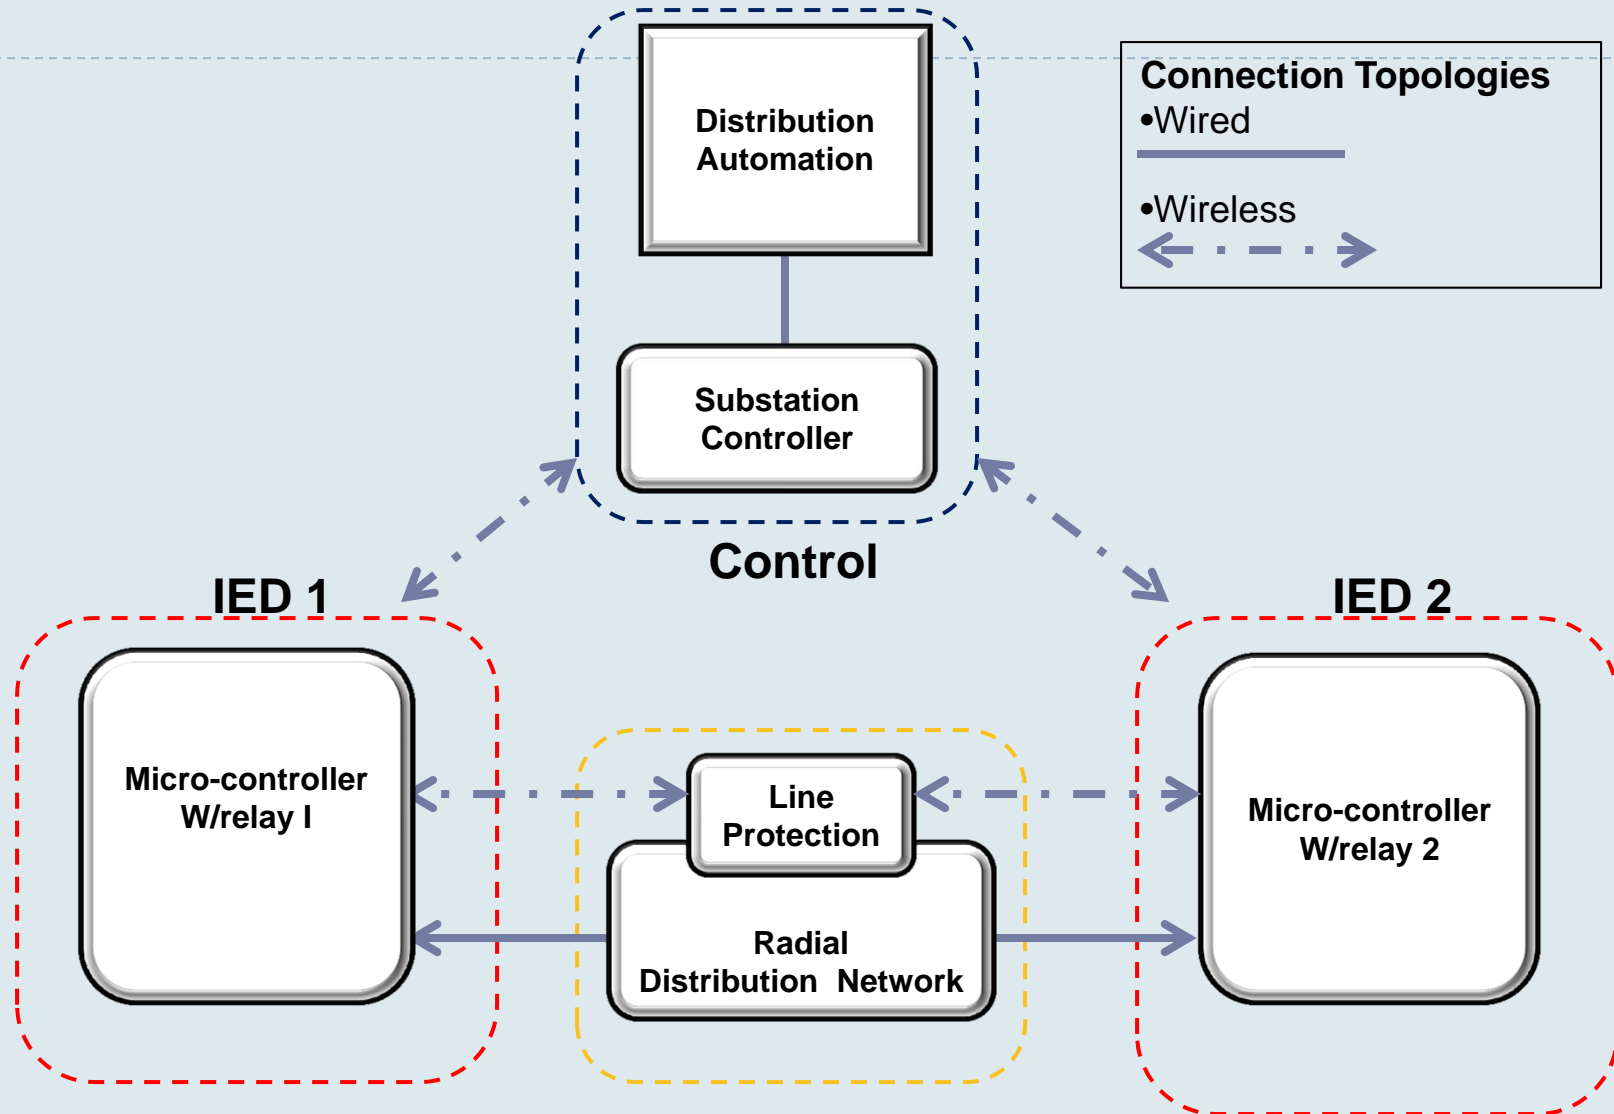 Distribution
Automation
Connection Topologies
•Wired
•Wireless
Substation
Controller
Control
IED 1
IED 2
Micro-controller
W/relay I
Line
Protection
Micro-controller
W/relay 2
Radial
Distribution Network